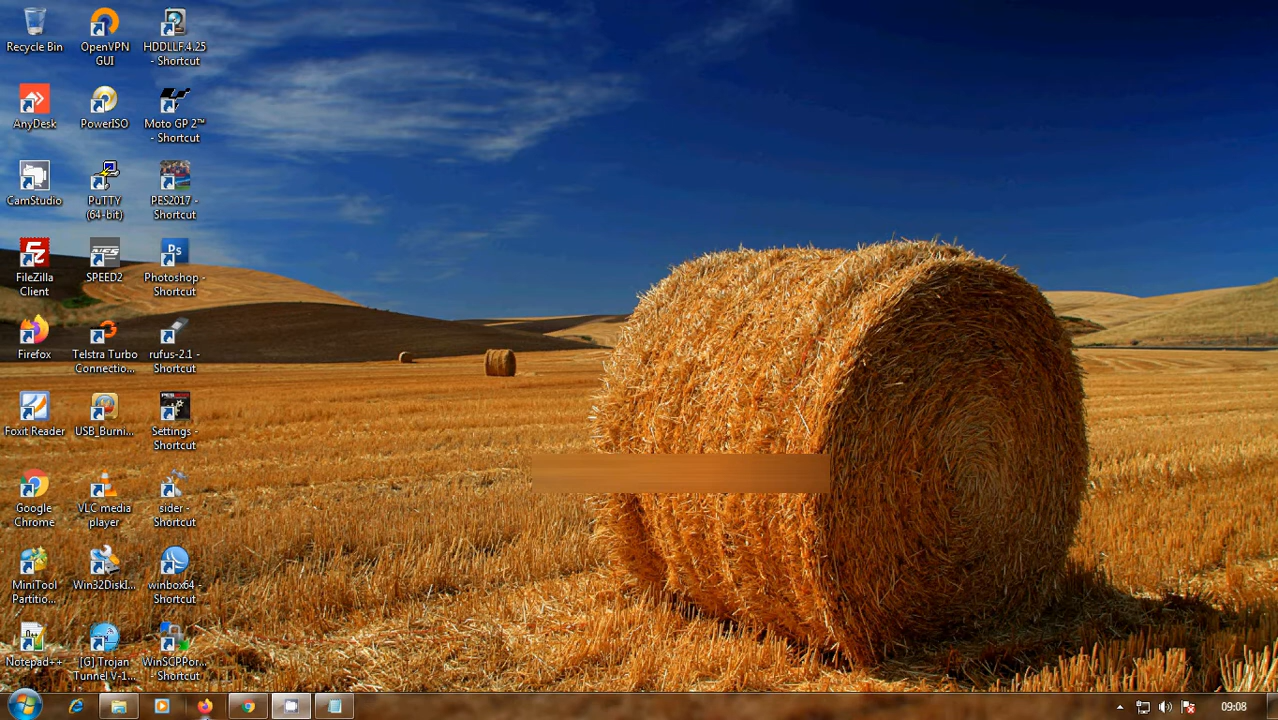 Recycle Bin
OpenVPN
GUI
HDDLLF.4.25
- Shortcut
AnyDesk
PowerISO
Moto GP 2™
- Shortcut
CamStudio
PuTTY
(64-bit)
PES2017 -
Shortcut
FileZilla
Client
SPEED2
Photoshop -
Shortcut
Firefox
Telstra Turbo
Connectio...
rufus-2.1 -
Shortcut
Foxit Reader
USB_Burni...
Settings -
Shortcut
Google
Chrome
VLC media
player
sider -
Shortcut
MiniTool
Partitio...
Win32DiskI...
winbox64 -
Shortcut
Notepad++
[G] Trojan
Tunnel V-1...
WinSCPPor...
- Shortcut
09:08